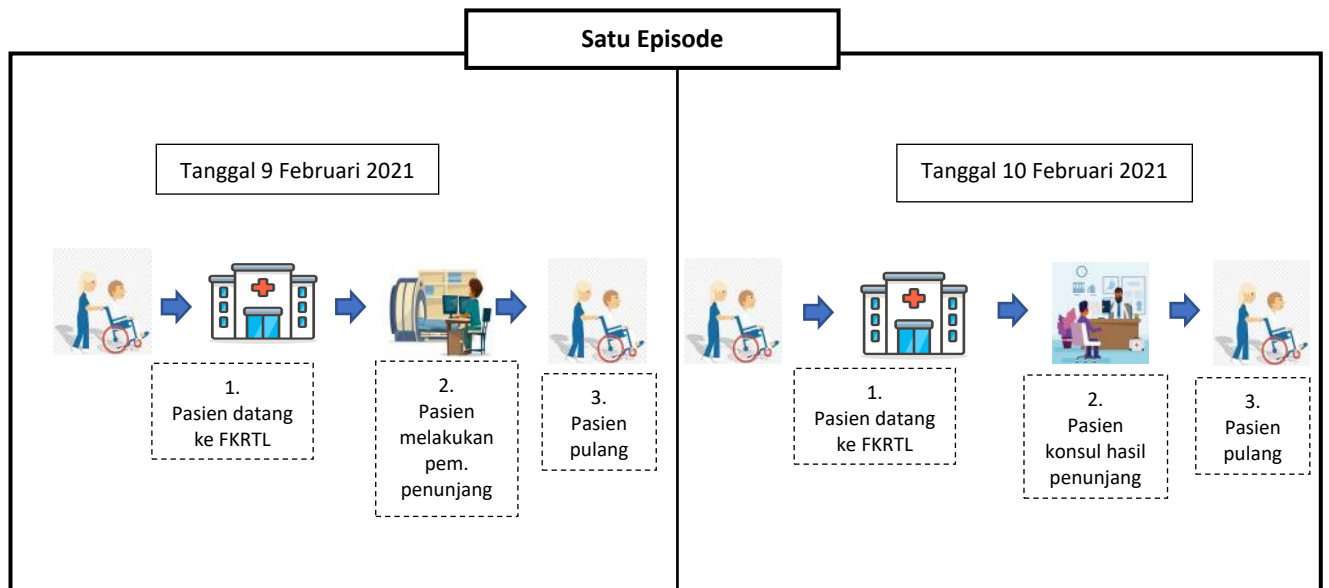 Satu Episode
Tanggal 9 Februari 2021
1.
Pasien datang
ke FKRTL
2.
Pasien
melakukan
pem.
penunjang
3.
Pasien
pulang
Tanggal 10 Februari 2021
1.
Pasien datang
ke FKRTL
2.
Pasien
konsul hasil
penunjang
3.
Pasien
pulang